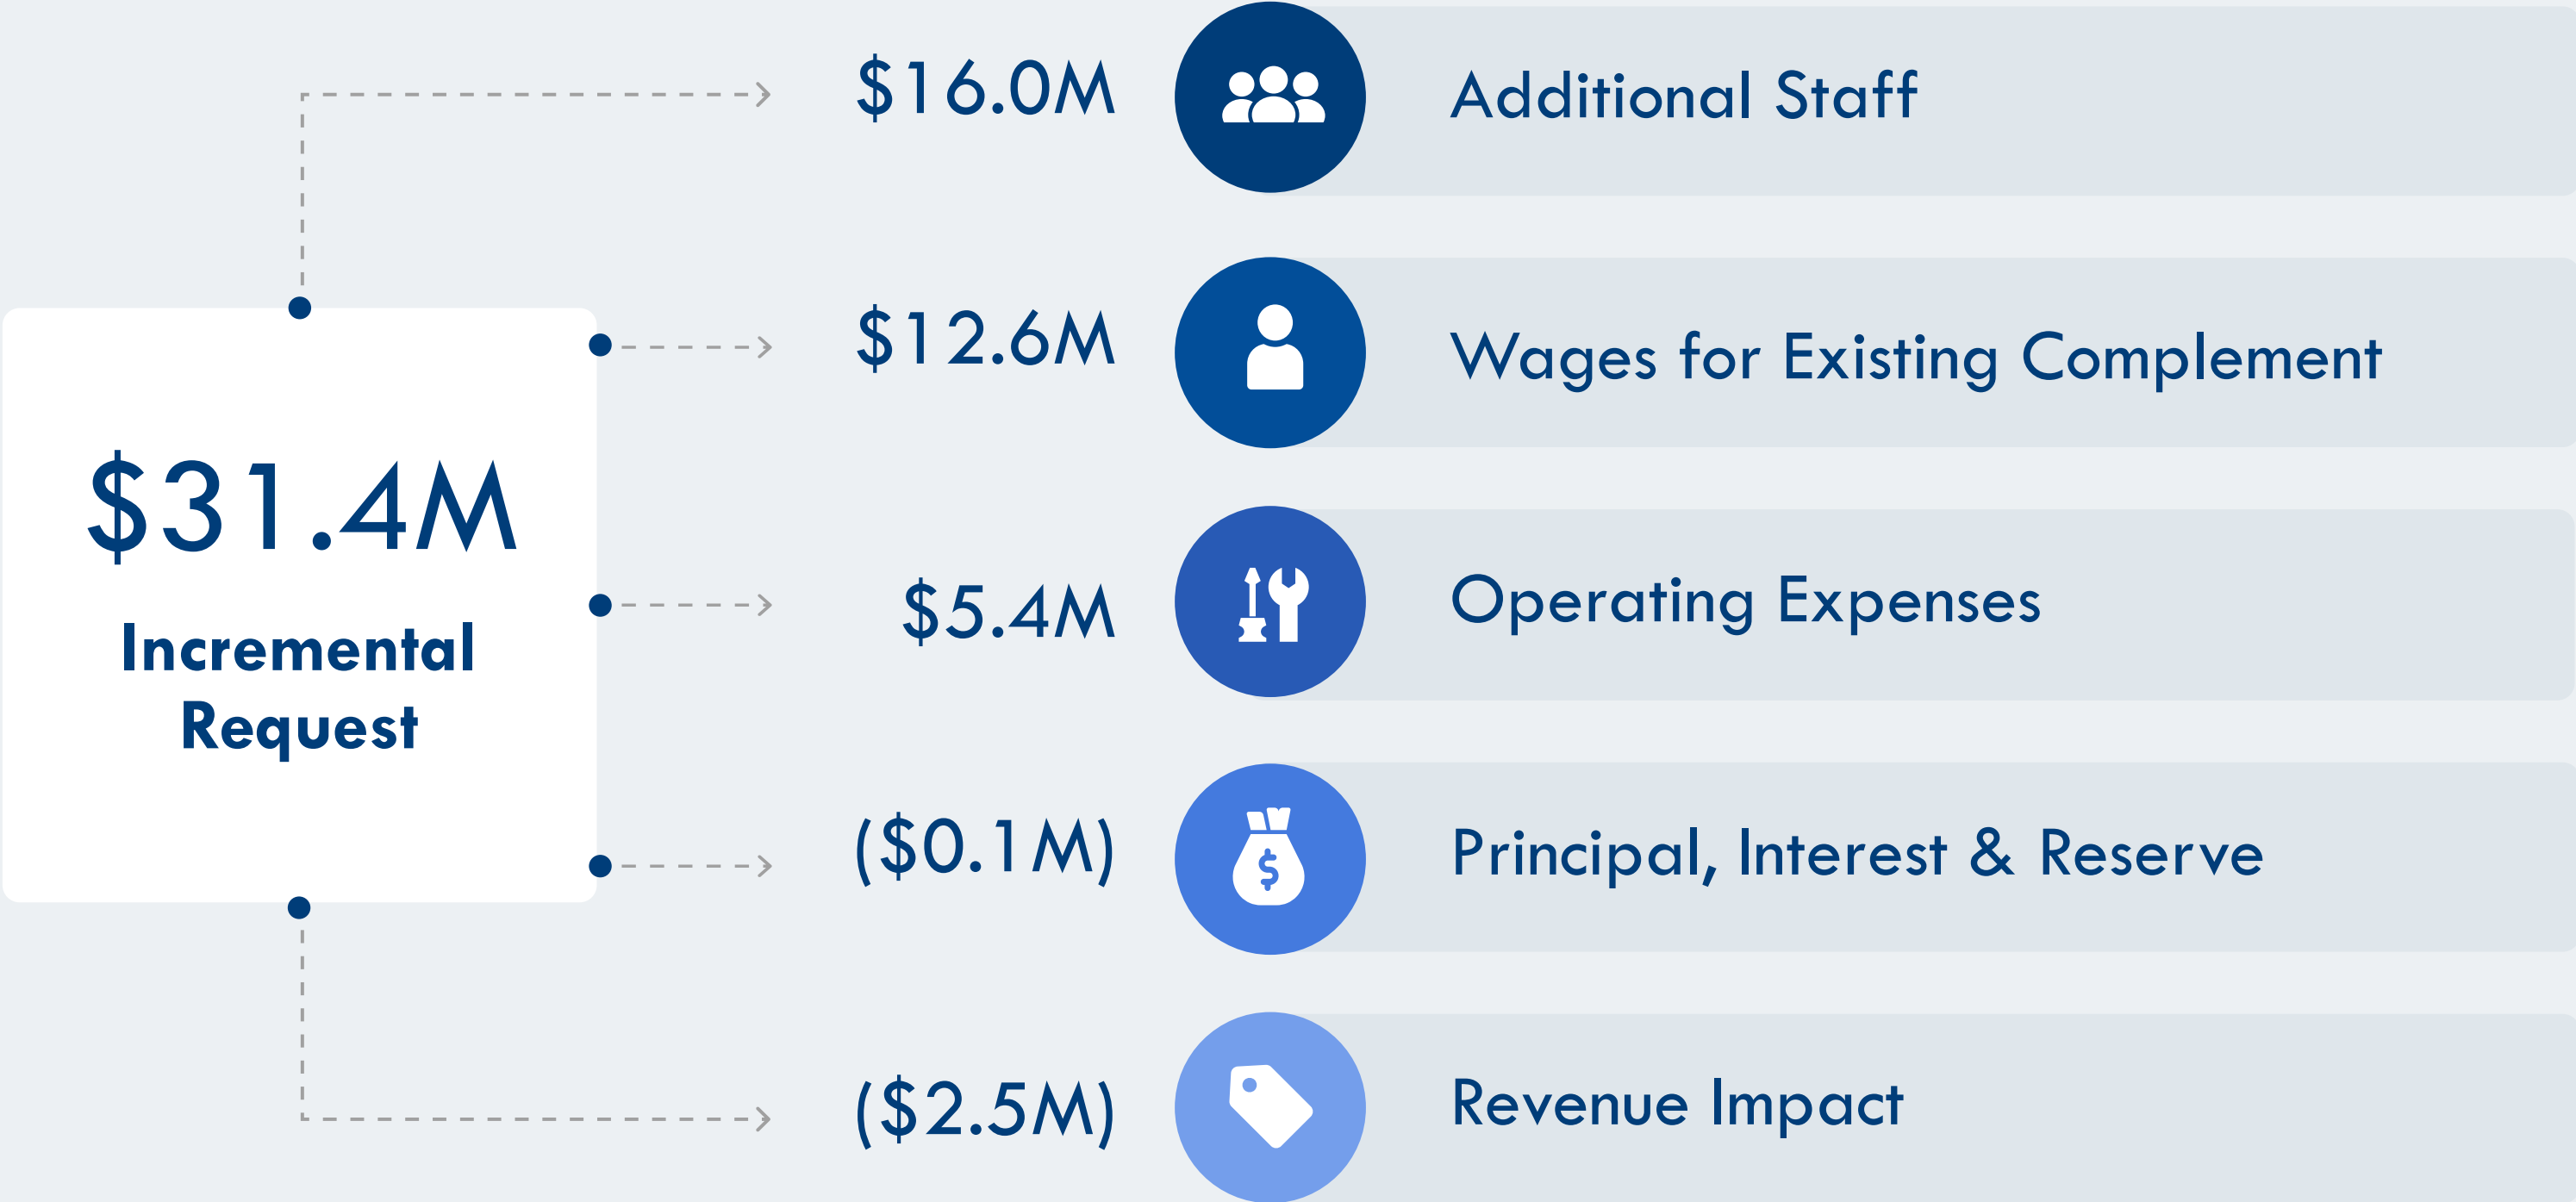 $16.0M Additional Staff
$12.6M Wages for Existing Complement
$31.4M
Incremental
Request
$5.4M Operating Expenses
($0.1M) Principal, Interest & Reserve
($2.5M) Revenue Impact